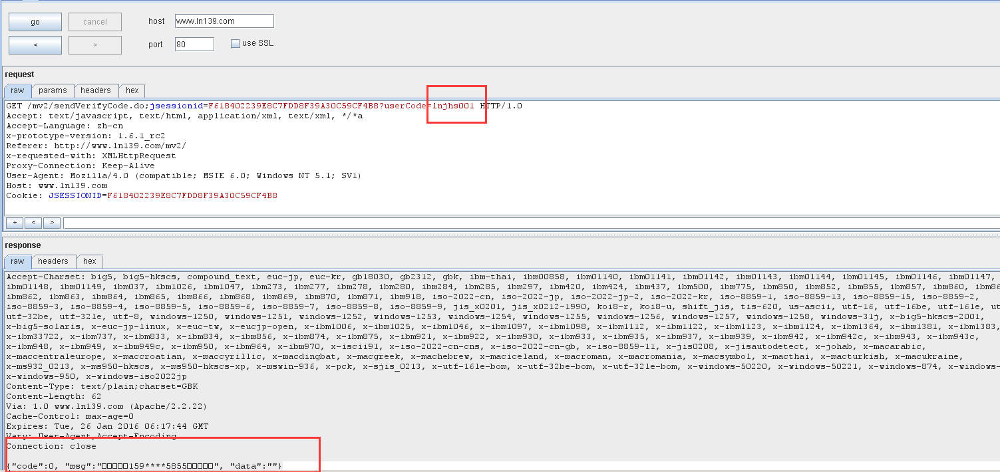 go cancel host www.ln139.com
< > port 80 use SSL
request
raw params headers hex
GET /mv2/sendVerifyCode.do;jsessionid=F618402239E8C7FDD8F39A30C59CF4B8?userCode=lnjhs001 HTTP/1.0
Accept: text/javascript, text/html, application/xml, text/xml, */*a
Accept-Language: zh-cn
x-prototype-version: 1.6.1_rc2
Referer: http://www.ln139.com/mv2/
x-requested-with: XMLHttpRequest
Proxy-Connection: Keep-Alive
User-Agent: Mozilla/4.0 (compatible; MSIE 6.0; Windows NT 5.1; SV1)
Host: www.ln139.com
Cookie: JSESSIONID=F618402239E8C7FDD8F39A30C59CF4B8
+ < >
response
raw headers hex
Accept-Charset: big5, big5-hkscs, compound_text, euc-jp, euc-kr, gb18030, gb2312, gbk, ibm-thai, ibm00858, ibm01140, ibm01141, ibm01142, ibm01143, ibm01144, ibm01145, ibm01146, ibm01147,
ibm01148, ibm01149, ibm037, ibm1026, ibm1047, ibm273, ibm277, ibm278, ibm280, ibm284, ibm285, ibm297, ibm420, ibm424, ibm437, ibm500, ibm775, ibm850, ibm852, ibm855, ibm857, ibm860, ibm86
ibm862, ibm863, ibm864, ibm865, ibm866, ibm868, ibm869, ibm870, ibm871, ibm918, iso-2022-cn, iso-2022-jp, iso-2022-jp-2, iso-2022-kr, iso-8859-1, iso-8859-13, iso-8859-15, iso-8859-2,
iso-8859-3, iso-8859-4, iso-8859-5, iso-8859-6, iso-8859-7, iso-8859-8, iso-8859-9, jis_x0201, jis_x0212-1990, koi8-r, koi8-u, shift_jis, tis-620, us-ascii, utf-16, utf-16be, utf-16le, ut
utf-32be, utf-32le, utf-8, windows-1250, windows-1251, windows-1252, windows-1253, windows-1254, windows-1255, windows-1256, windows-1257, windows-1258, windows-31j, x-big5-hkscs-2001,
x-big5-solaris, x-euc-jp-linux, x-euc-tw, x-eucjp-open, x-ibm1006, x-ibm1025, x-ibm1046, x-ibm1097, x-ibm1098, x-ibm1112, x-ibm1122, x-ibm1123, x-ibm1124, x-ibm1364, x-ibm1381, x-ibm1383,
x-ibm33722, x-ibm737, x-ibm833, x-ibm834, x-ibm856, x-ibm874, x-ibm875, x-ibm921, x-ibm922, x-ibm930, x-ibm933, x-ibm935, x-ibm937, x-ibm939, x-ibm942, x-ibm942c, x-ibm943, x-ibm943c,
x-ibm948, x-ibm949, x-ibm949c, x-ibm950, x-ibm964, x-ibm970, x-iscii91, x-iso-2022-cn-cns, x-iso-2022-cn-gb, x-iso-8859-11, x-jis0208, x-jisautodetect, x-johab, x-macarabic,
x-maccentraleurope, x-maccroatian, x-maccyrillic, x-macdingbat, x-macgreek, x-machebrew, x-maciceland, x-macroman, x-macromania, x-macsymbol, x-macthai, x-macturkish, x-macukraine,
x-ms932_0213, x-ms950-hkscs, x-ms950-hkscs-xp, x-mswin-936, x-pck, x-sjis_0213, x-utf-16le-bom, x-utf-32be-bom, x-utf-32le-bom, x-windows-50220, x-windows-50221, x-windows-874, x-windows-
x-windows-950, x-windows-iso2022jp
Content-Type: text/plain;charset=GBK
Content-Length: 62
Via: 1.0 www.ln139.com (Apache/2.2.22)
Cache-Control: max-age=0
Expires: Tue, 26 Jan 2016 06:17:44 GMT
Vary: User-Agent,Accept-Encoding
Connection: close
{"code":0, "msg":"□□□□□159****5855□□□□□", "data":""}